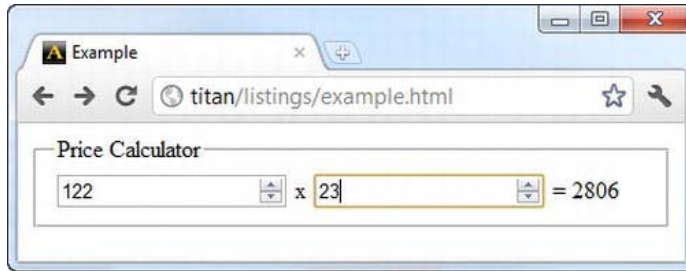 Example
titan/listings/example.html
Price Calculator
122 x 23 = 2806